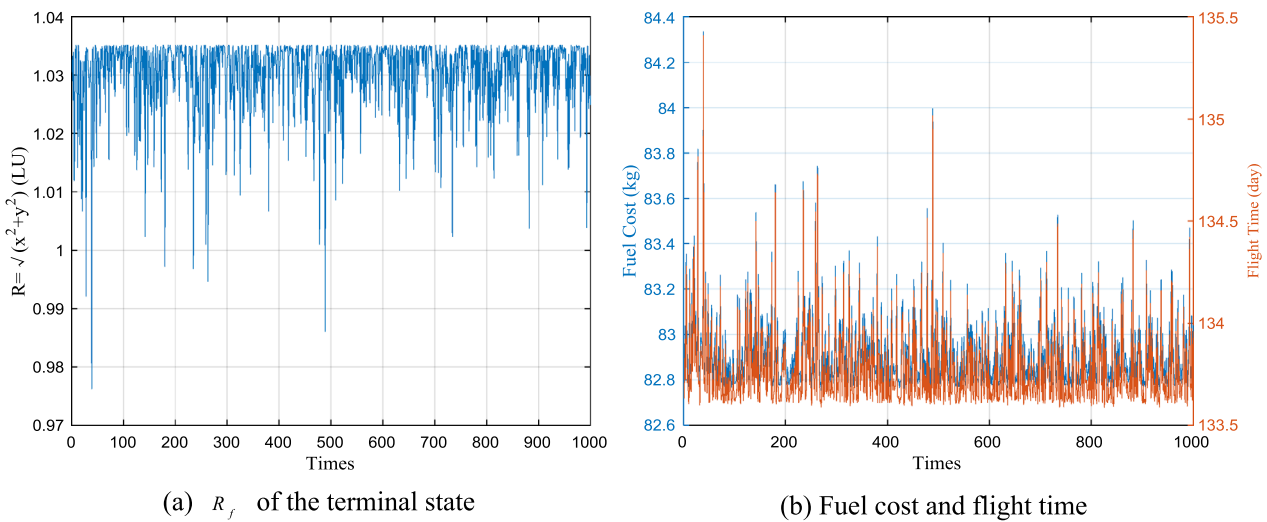 1.04
1.03
1.02
1.01
1
0.99
0.98
0.97
R=√(x²+y²) (LU)
0 100 200 300 400 500 600 700 800 900 1000
Times
(a) R_f of the terminal state
84.4
84.2
84
83.8
83.6
83.4
83.2
83
82.8
82.6
Fuel Cost (kg)
135.5
135
134.5
134
133.5
Flight Time (day)
0 200 400 600 800 1000
Times
(b) Fuel cost and flight time